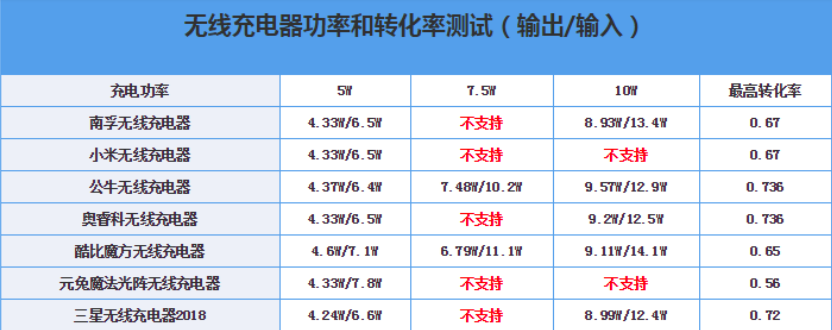 无线充电器功率和转化率测试（输出/输入）
充电功率 5W 7.5W 10W 最高转化率
南孚无线充电器 4.33W/6.5W 不支持 8.93W/13.4W 0.67
小米无线充电器 4.33W/6.5W 不支持 不支持 0.67
公牛无线充电器 4.37W/6.4W 7.48W/10.2W 9.57W/12.9W 0.736
奥睿科无线充电器 4.33W/6.5W 不支持 9.2W/12.5W 0.736
酷比魔方无线充电器 4.6W/7.1W 6.79W/11.1W 9.11W/14.1W 0.65
元兔魔法光阵无线充电器 4.33W/7.8W 不支持 不支持 0.56
三星无线充电器2018 4.24W/6.6W 不支持 8.99W/12.4W 0.72